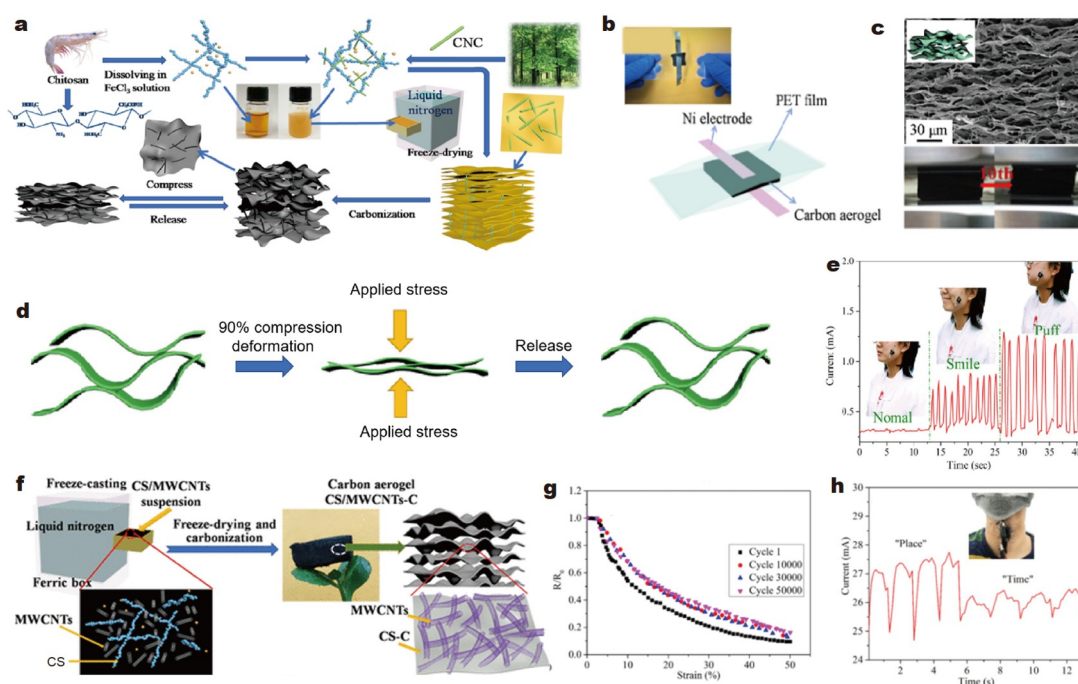 a
Chitosan
Dissolving in
FeCl3 solution
CNC
Liquid
nitrogen
Freeze-drying
Compress
Release
Carbonization
b
Ni electrode
PET film
Carbon aerogel
c
30 μm
10th
d
90% compression
deformation
Applied stress
Applied stress
Release
e
Current (mA)
2.0
1.5
1.0
0.5
Nomal
Smile
Puff
0 5 10 15 20 25 30 35 40
Time (sec)
f
Freeze-casting
CS/MWCNTs
suspension
Liquid nitrogen
Freeze-drying and
carbonization
Ferric box
MWCNTs
CS
Carbon aerogel
CS/MWCNTs-C
MWCNTs
CS-C
g
R/R0
1.2
1.0
0.8
0.6
0.4
0.2
0.0
Cycle 1
Cycle 10000
Cycle 30000
Cycle 50000
0 10 20 30 40 50
Strain (%)
h
Current (mA)
30
29
28
27
26
25
24
"Place"
"Time"
2 4 6 8 10 12
Time (s)